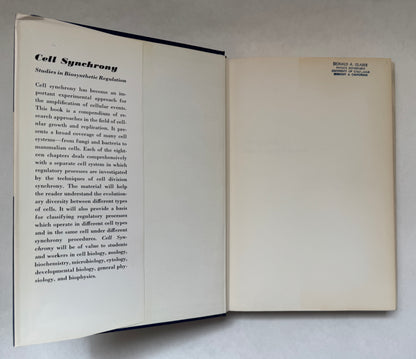 Cell Synchrony
Studies in Biosynthetic Regulation
Cell synchrony has become an im-
portant experimental approach for
the amplification of cellular events.
This book is a compendium of re-
search approaches in the field of cel-
lular growth and replication. It pre-
sents a broad coverage of many cell
systems—from fungi and bacteria to
mammalian cells. Each of the eigh-
teen chapters deals comprehensively
with a separate cell system in which
regulatory processes are investigated
by the techniques of cell division
synchrony. The material will help
the reader understand the evolution-
ary diversity between different types
of cells. It will also provide a basis
for classifying regulatory processes
which operate in different cell types
and in the same cell under different
synchrony procedures. Cell Syn-
chrony will be of value to students
and workers in cell biology, zoology,
biochemistry, microbiology, cytology,
developmental biology, general phy-
siology, and biophysics.
DONALD A. GLASER